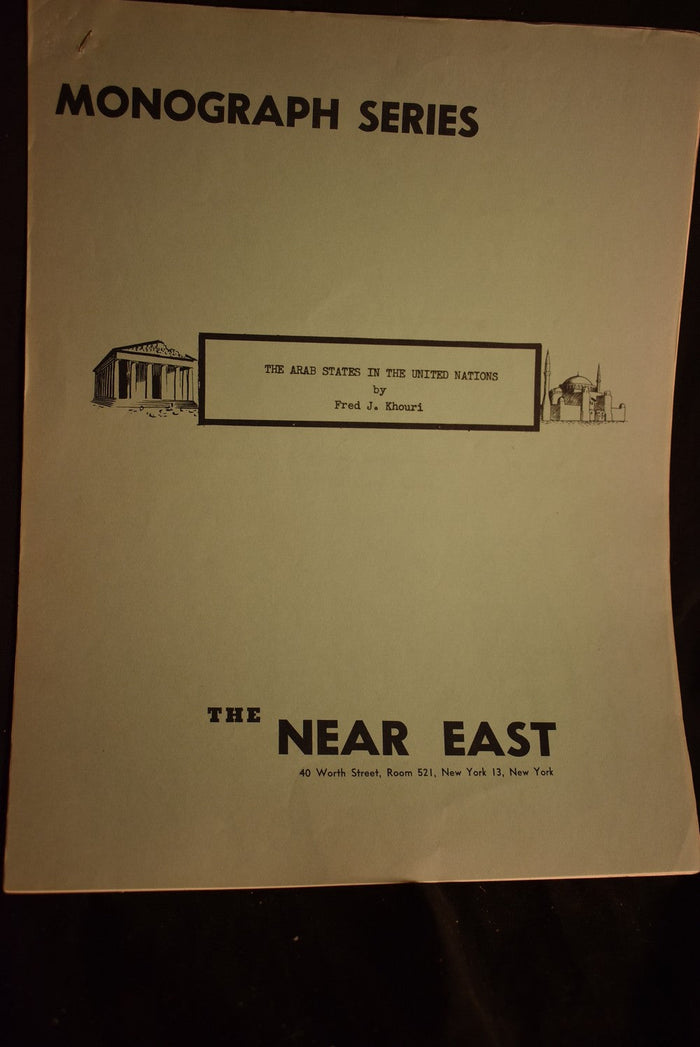 MONOGRAPH SERIES
THE ARAB STATES IN THE UNITED NATIONS
by
Fred J. Khouri
THE NEAR EAST
40 Worth Street, Room 521, New York 13, New York